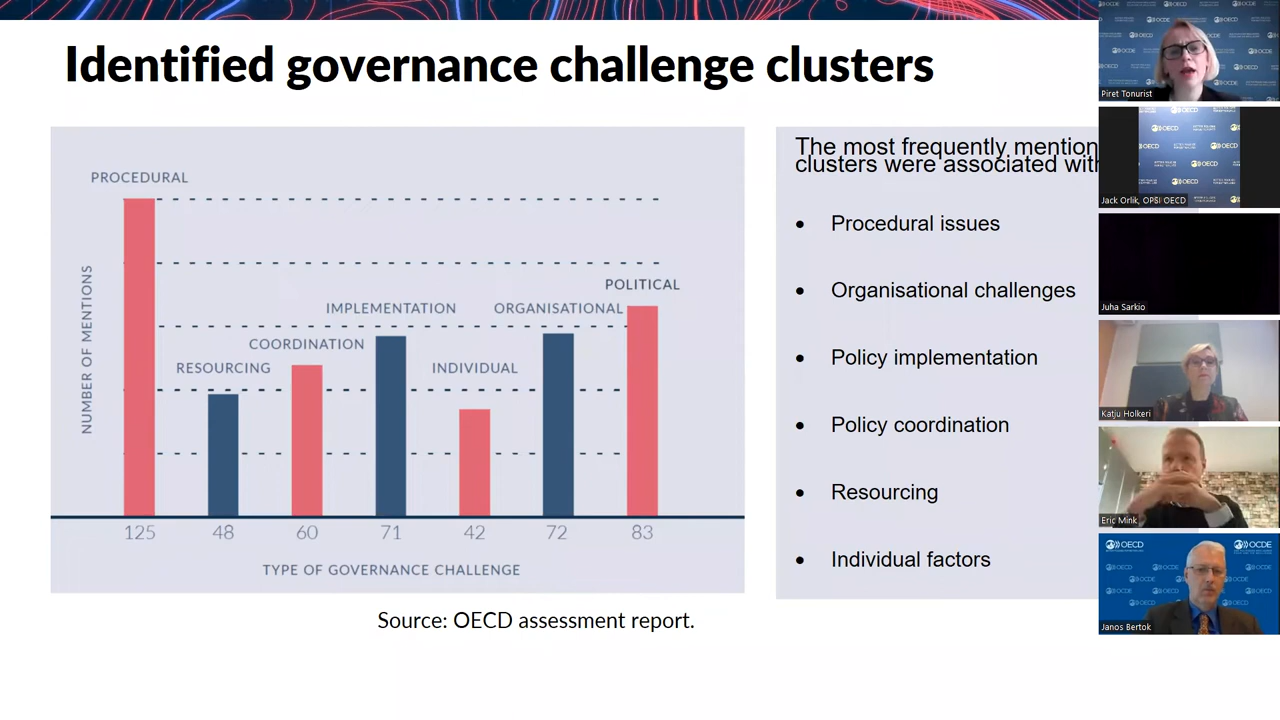 Identified governance challenge clusters
PROCEDURAL
RESOURCING
COORDINATION
IMPLEMENTATION
INDIVIDUAL
ORGANISATIONAL
POLITICAL
NUMBER OF MENTIONS
125 48 60 71 42 72 83
TYPE OF GOVERNANCE CHALLENGE
Source: OECD assessment report.
The most frequently mention
clusters were associated with
• Procedural issues
• Organisational challenges
• Policy implementation
• Policy coordination
• Resourcing
• Individual factors
Piret Tonurist
OECD
Jack Orlik, OPSI OECD
Juha Sarkio
Katju Holkeri
Eric Mink
OECD
OCDE
Janos Bertok